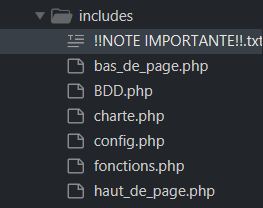 includes
!!NOTE IMPORTANTE!!.txt
bas_de_page.php
BDD.php
charte.php
config.php
fonctions.php
haut_de_page.php